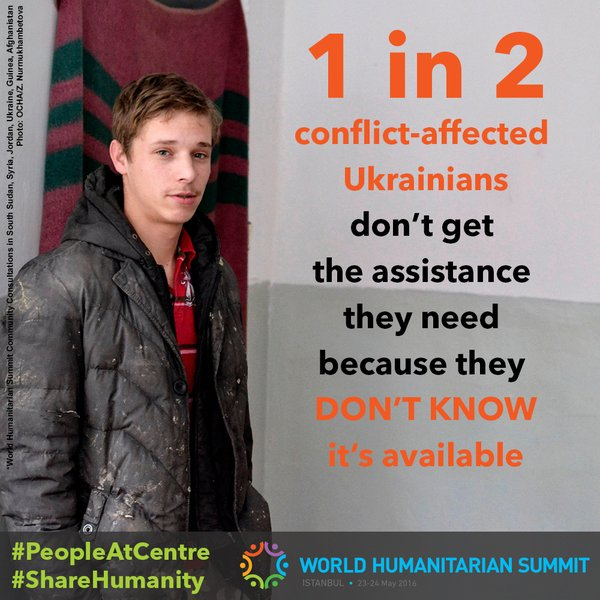 *World Humanitarian Summit Community Consultations in South Sudan, Syria, Jordan, Ukraine, Guinea, Afghanistan
Photo: OCHA/Z. Nurmukhambetova
1 in 2
conflict-affected
Ukrainians
don’t get
the assistance
they need
because they
DON’T KNOW
it’s available
#PeopleAtCentre
#ShareHumanity
WORLD HUMANITARIAN SUMMIT
ISTANBUL • 23-24 May 2016